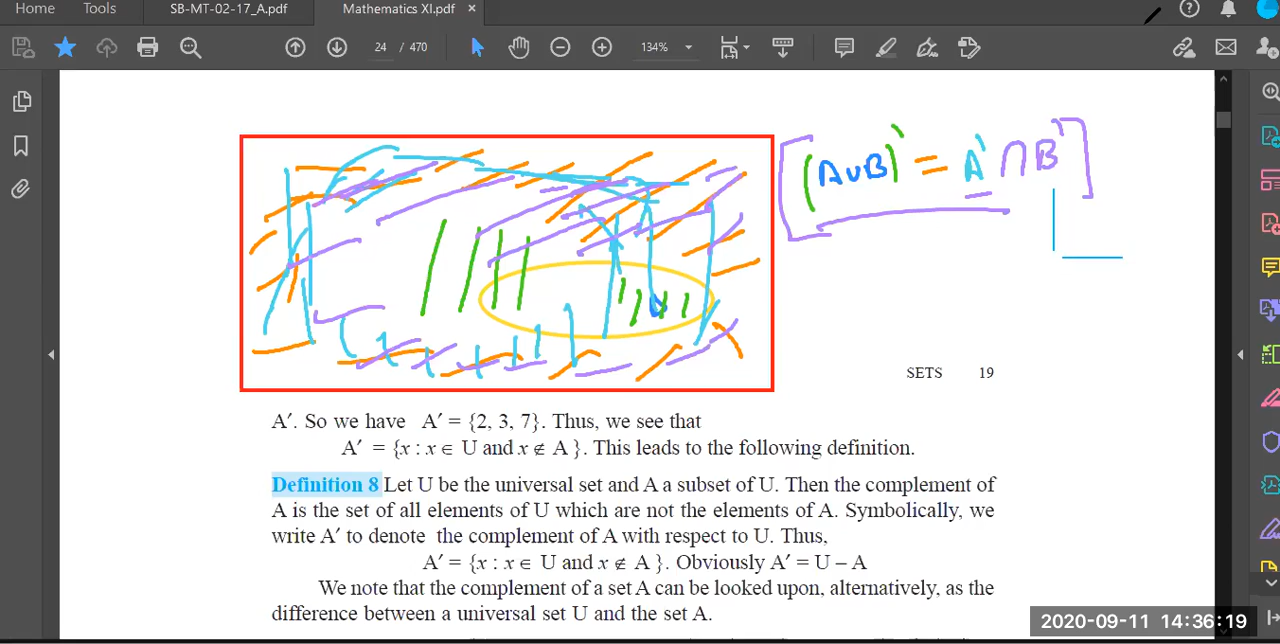 Home Tools SB-MT-02-17_A.pdf Mathematics XI.pdf ×
24 / 470 134%
(A∪B)′ = A′ ∩ B′
SETS 19
A′. So we have A′ = {2, 3, 7}. Thus, we see that
A′ = {x : x ∈ U and x ∉ A }. This leads to the following definition.
Definition 8 Let U be the universal set and A a subset of U. Then the complement of
A is the set of all elements of U which are not the elements of A. Symbolically, we
write A′ to denote the complement of A with respect to U. Thus,
A′ = {x : x ∈ U and x ∉ A }. Obviously A′ = U – A
We note that the complement of a set A can be looked upon, alternatively, as the
difference between a universal set U and the set A.
2020-09-11 14:36:19